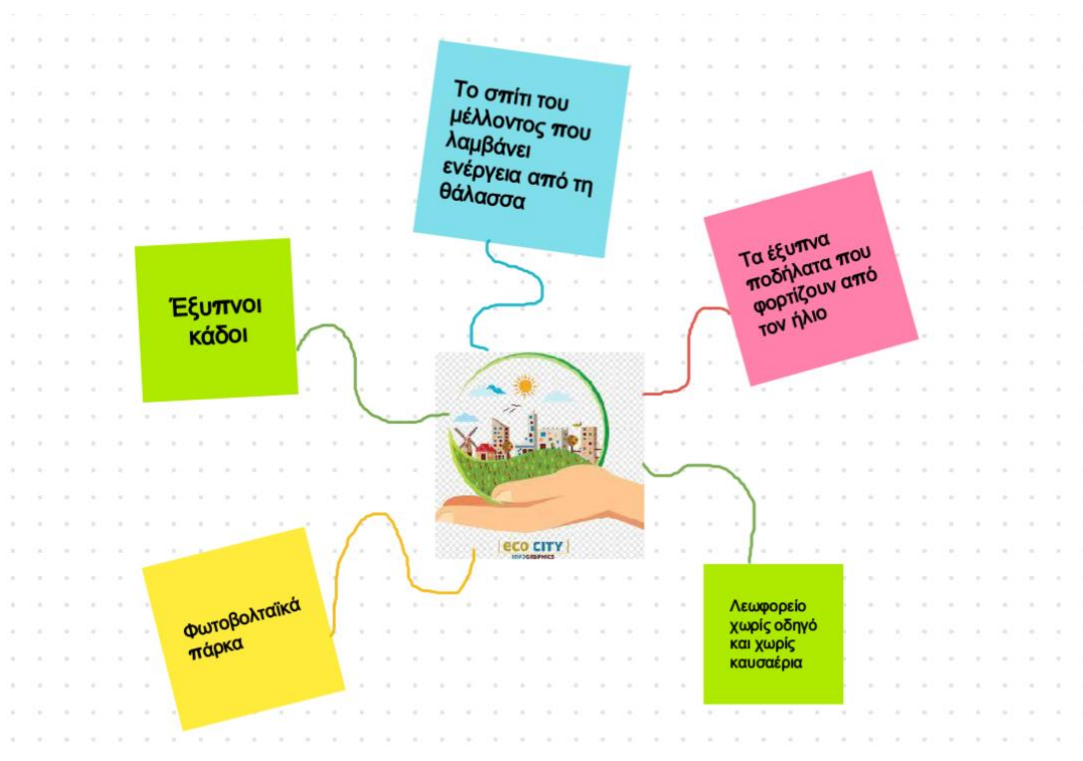 Το σπίτι του
μέλλοντος που
λαμβάνει
ενέργεια από τη
θάλασσα
Τα έξυπνα
ποδήλατα που
φορτίζουν από
τον ήλιο
Έξυπνοι
κάδοι
eco CITY
INFOGRAPHICS
Φωτοβολταϊκά
πάρκα
Λεωφορείο
χωρίς οδηγό
και χωρίς
καυσαέρια